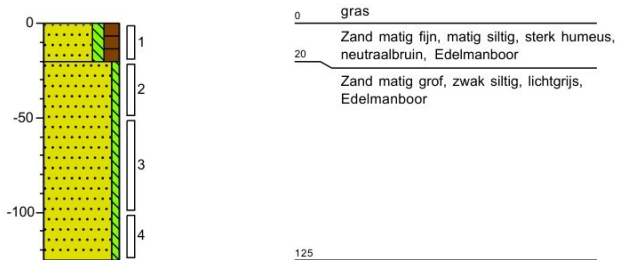 0
-50
-100
1
2
3
4
0 gras
Zand matig fijn, matig siltig, sterk humeus,
neutraalbruin, Edelmanboor
20
Zand matig grof, zwak siltig, lichtgrijs,
Edelmanboor
125